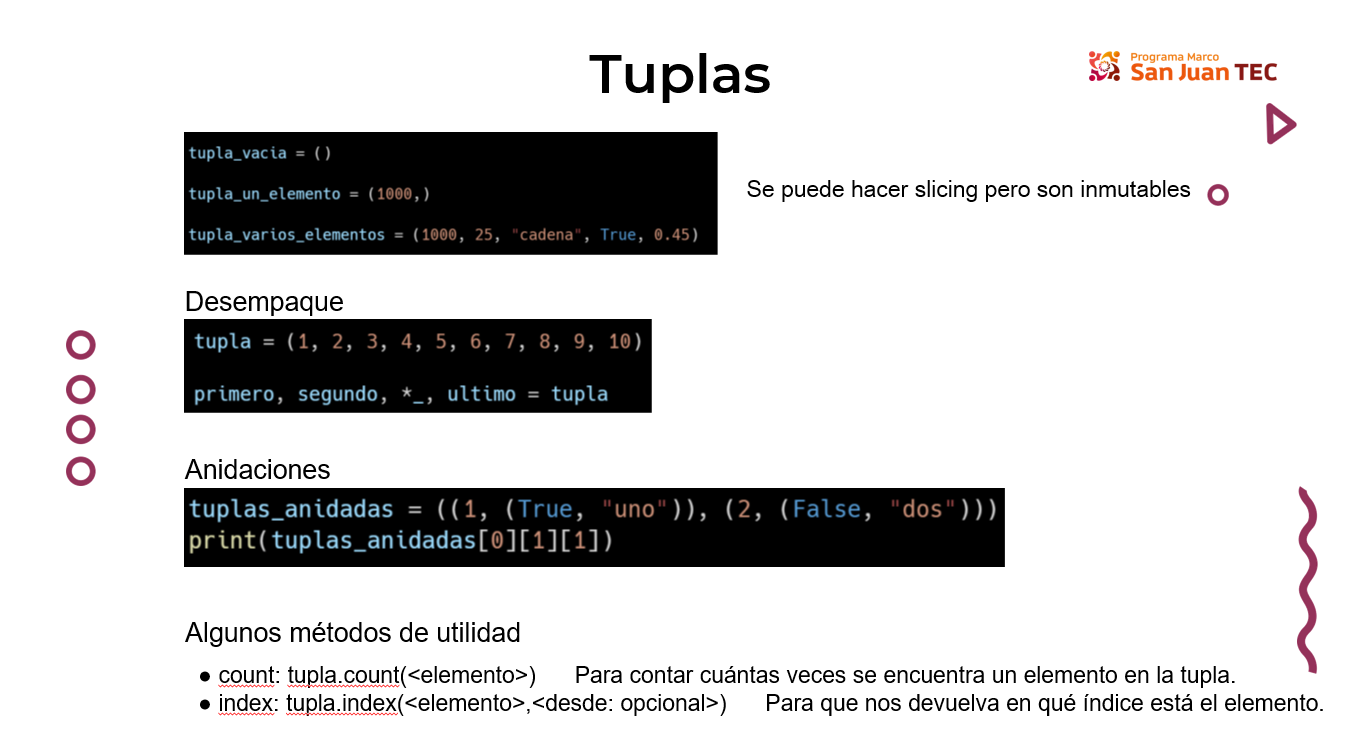 Tuplas
Programa Marco
San Juan TEC
tupla_vacia = ()
tupla_un_elemento = (1000,)
tupla_varios_elementos = (1000, 25, "cadena", True, 0.45)
Se puede hacer slicing pero son inmutables
Desempaque
tupla = (1, 2, 3, 4, 5, 6, 7, 8, 9, 10)
primero, segundo, *_, ultimo = tupla
Anidaciones
tuplas_anidadas = ((1, (True, "uno")), (2, (False, "dos")))
print(tuplas_anidadas[0][1][1])
Algunos métodos de utilidad
● count: tupla.count(<elemento>) Para contar cuántas veces se encuentra un elemento en la tupla.
● index: tupla.index(<elemento>,<desde: opcional>) Para que nos devuelva en qué índice está el elemento.